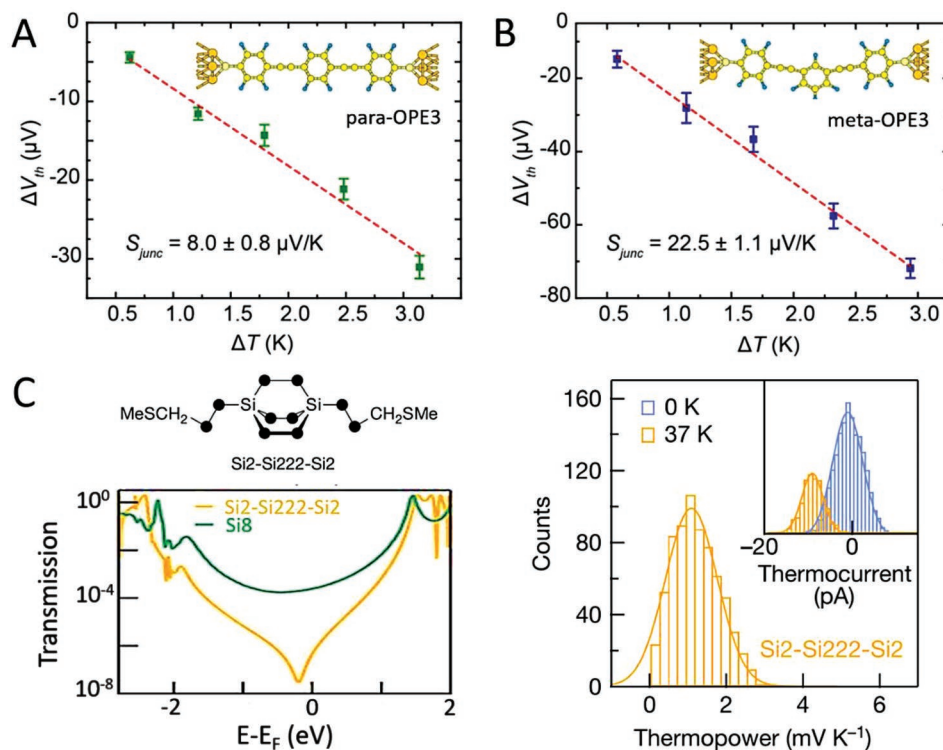 A
0
-10
-20
-30
ΔV_th (μV)
para-OPE3
S_junc = 8.0 ± 0.8 μV/K
0.5 1.0 1.5 2.0 2.5 3.0
ΔT (K)
B
0
-20
-40
-60
-80
ΔV_th (μV)
meta-OPE3
S_junc = 22.5 ± 1.1 μV/K
0.5 1.0 1.5 2.0 2.5 3.0
ΔT (K)
C
MeSCH₂ Si Si CH₂SMe
Si2-Si222-Si2
Transmission
10⁰
10⁻⁴
10⁻⁸
Si2-Si222-Si2
Si8
-2 0 2
E-E_F (eV)
Counts
160
120
80
40
0
0 K
37 K
-20 0
Thermocurrent
(pA)
Si2-Si222-Si2
0 2 4 6
Thermopower (mV K⁻¹)